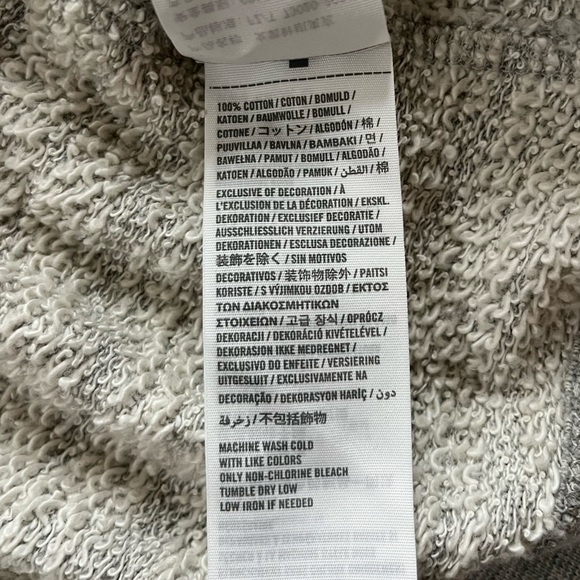 100% COTTON / COTON / BOMULD /
KATOEN / BAUMWOLLE / BOMULL /
COTONE / コットン / ALGODÓN / 棉 /
PUUVILLAA / BAVLNA / ΒΑΜΒΑΚΙ / 면 /
BAWEŁNA / PAMUT / BOMULL / ALGODÃO /
KATOEN / ALGODÃO / PAMUK / القطن / 棉
EXCLUSIVE OF DECORATION / À
L'EXCLUSION DE LA DÉCORATION / EKSKL.
DEKORATION / EXCLUSIEF DECORATIE /
AUSSCHLIESSLICH VERZIERUNG / UTOM
DEKORATIONEN / ESCLUSA DECORAZIONE /
装飾を除く / SIN MOTIVOS
DECORATIVOS / 装饰物除外 / PAITSI
KORISTE / S VÝJIMKOU OZDOB / ΕΚΤΟΣ
ΤΩΝ ΔΙΑΚΟΣΜΗΤΙΚΩΝ
ΣΤΟΙΧΕΙΩΝ / 고급 장식 / OPRÓCZ
DEKORACJI / DEKORÁCIÓ KIVÉTELÉVEL /
DEKORASJON IKKE MEDREGNET /
EXCLUSIVO DO ENFEITE / VERSIERING
UITGESLUIT / EXCLUSIVAMENTE NA
DECORAÇÃO / DEKORASYON HARİÇ / دون
زخرفة / 不包括飾物
MACHINE WASH COLD
WITH LIKE COLORS
ONLY NON-CHLORINE BLEACH
TUMBLE DRY LOW
LOW IRON IF NEEDED